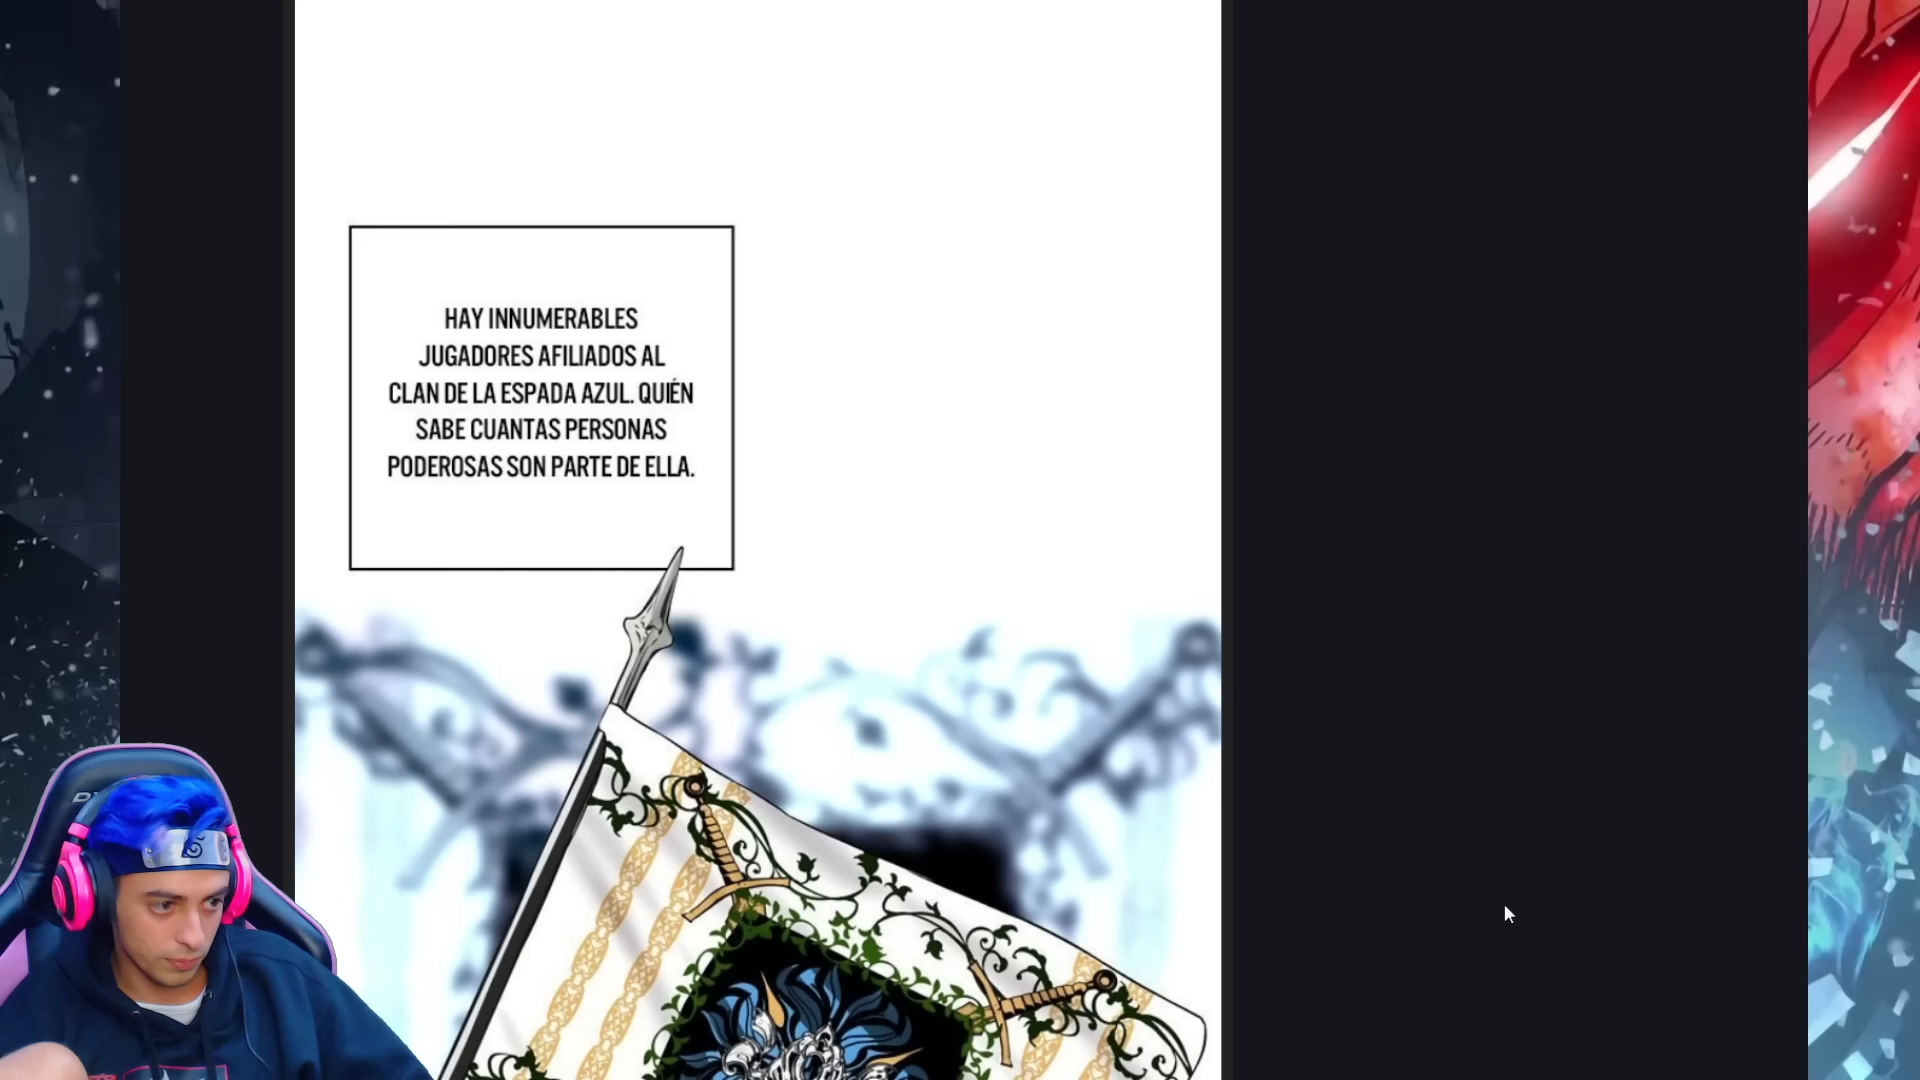 HAY INNUMERABLES
JUGADORES AFILIADOS AL
CLAN DE LA ESPADA AZUL. QUIÉN
SABE CUANTAS PERSONAS
PODEROSAS SON PARTE DE ELLA.